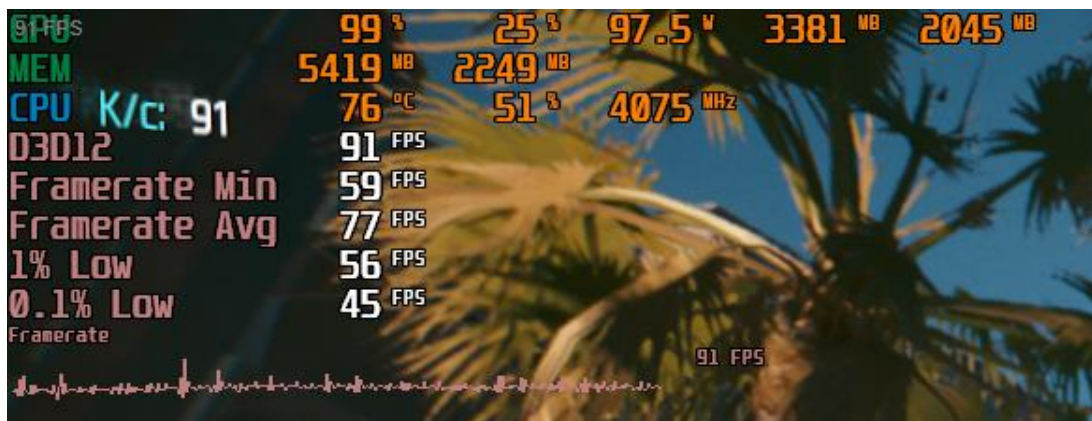 91 FPS
GPU 99 % 25 % 97.5 W 3381 MB 2045 MB
MEM 5419 MB 2249 MB
CPU 76 °C 51 % 4075 MHz
К/с: 91
D3D12 91 FPS
Framerate Min 59 FPS
Framerate Avg 77 FPS
1% Low 56 FPS
0.1% Low 45 FPS
Framerate
91 FPS